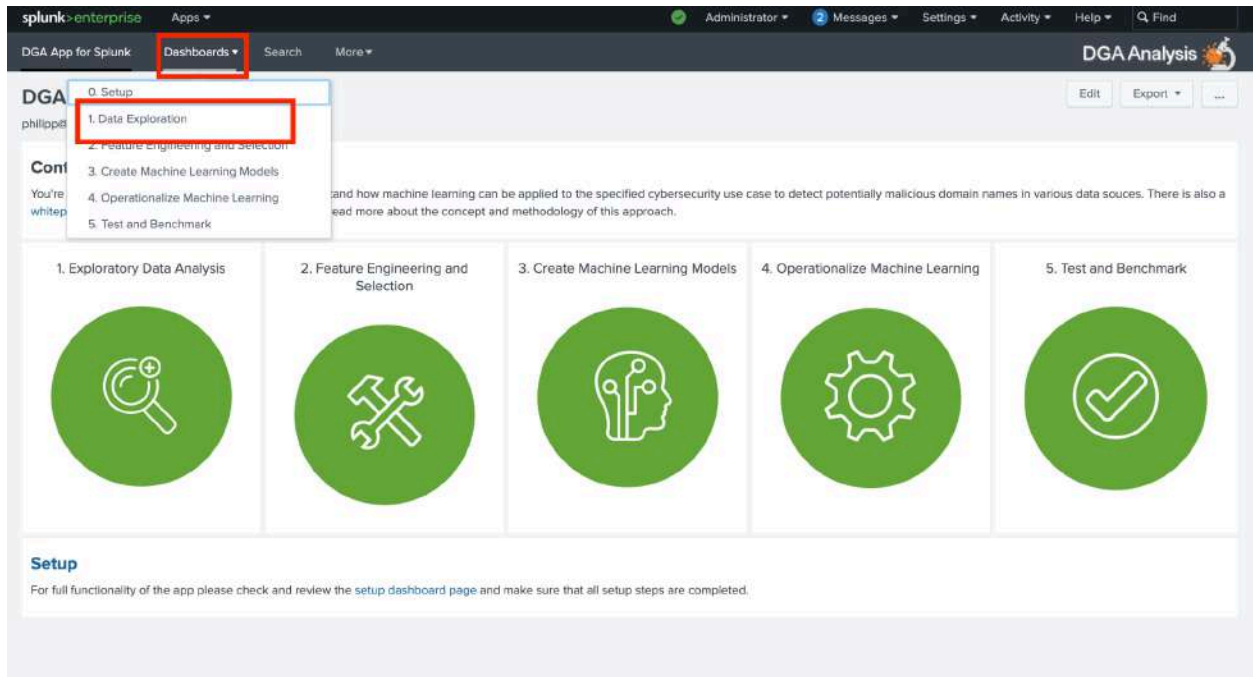 splunk>enterprise Apps Administrator 2 Messages Settings Activity Help Find
DGA App for Splunk Dashboards Search More DGA Analysis
DGA Edit Export ...
0. Setup
1. Data Exploration
2. Feature Engineering and Selection
3. Create Machine Learning Models
4. Operationalize Machine Learning
5. Test and Benchmark
philipp@
Cont
You're and how machine learning can be applied to the specified cybersecurity use case to detect potentially malicious domain names in various data souces. There is also a
whitep ead more about the concept and methodology of this approach.
1. Exploratory Data Analysis
2. Feature Engineering and
Selection
3. Create Machine Learning Models
4. Operationalize Machine Learning
5. Test and Benchmark
Setup
For full functionality of the app please check and review the setup dashboard page and make sure that all setup steps are completed.